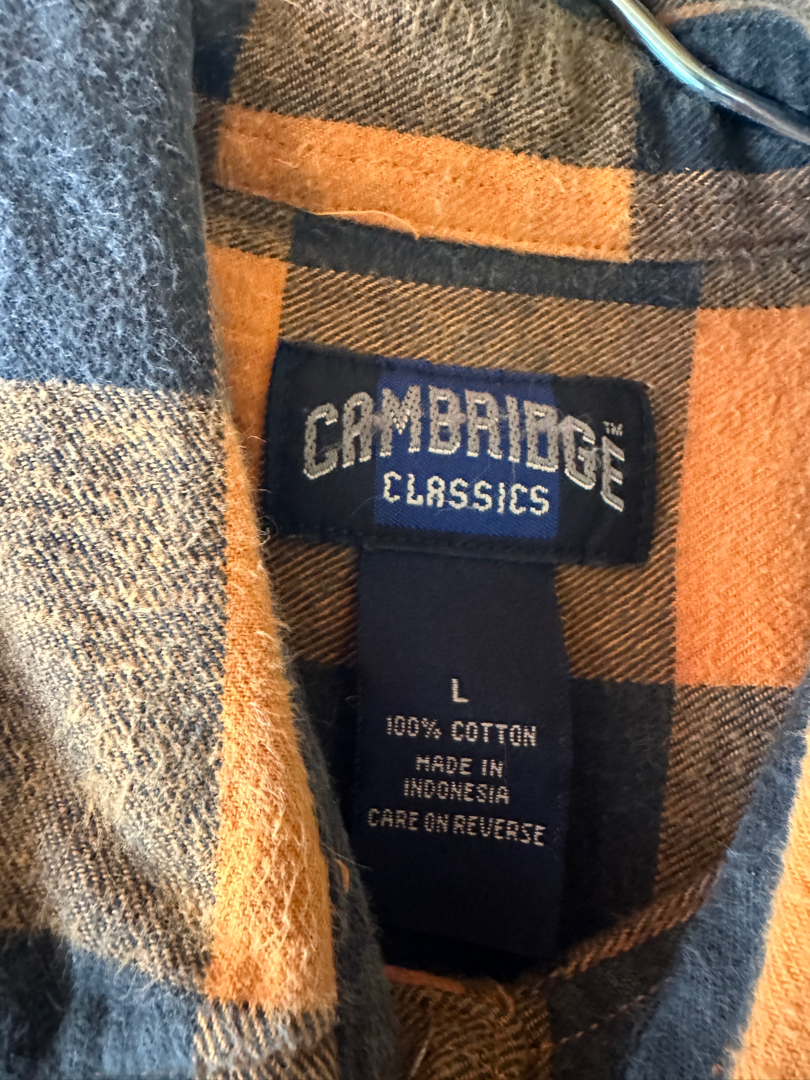 CAMBRIDGE™
CLASSICS
L
100% COTTON
MADE IN
INDONESIA
CARE ON REVERSE